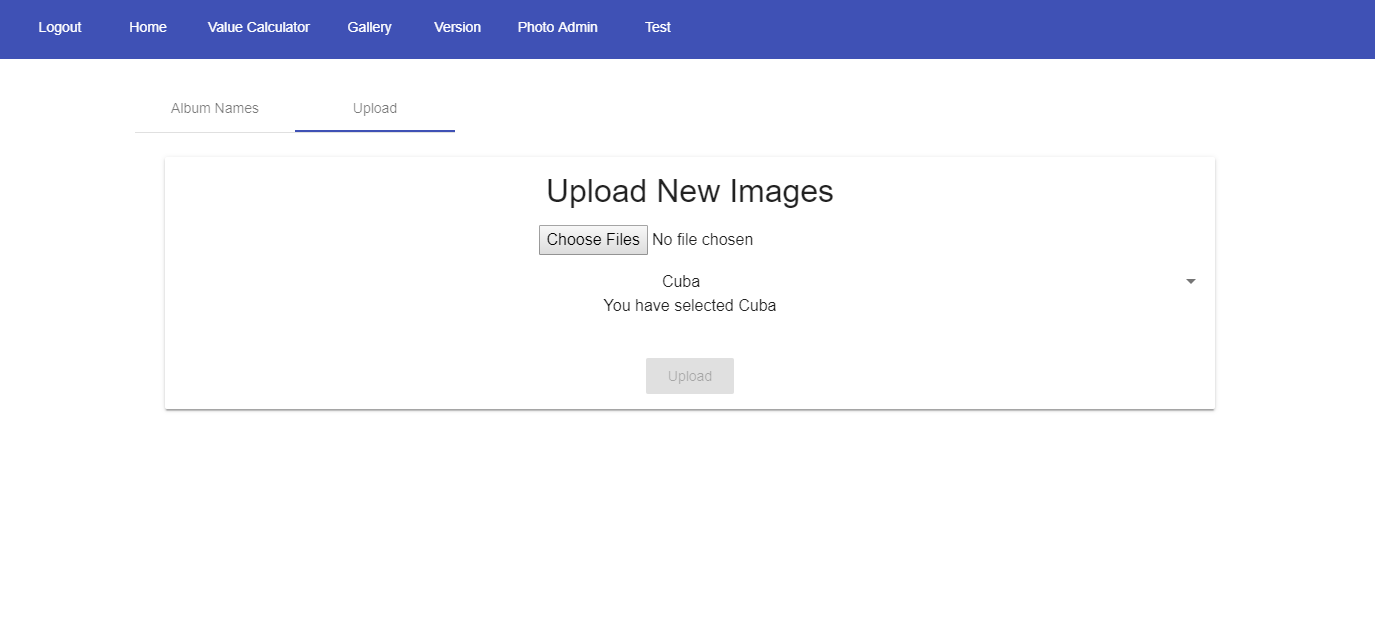 Logout Home Value Calculator Gallery Version Photo Admin Test
Album Names Upload
Upload New Images
Choose Files No file chosen
Cuba
You have selected Cuba
Upload